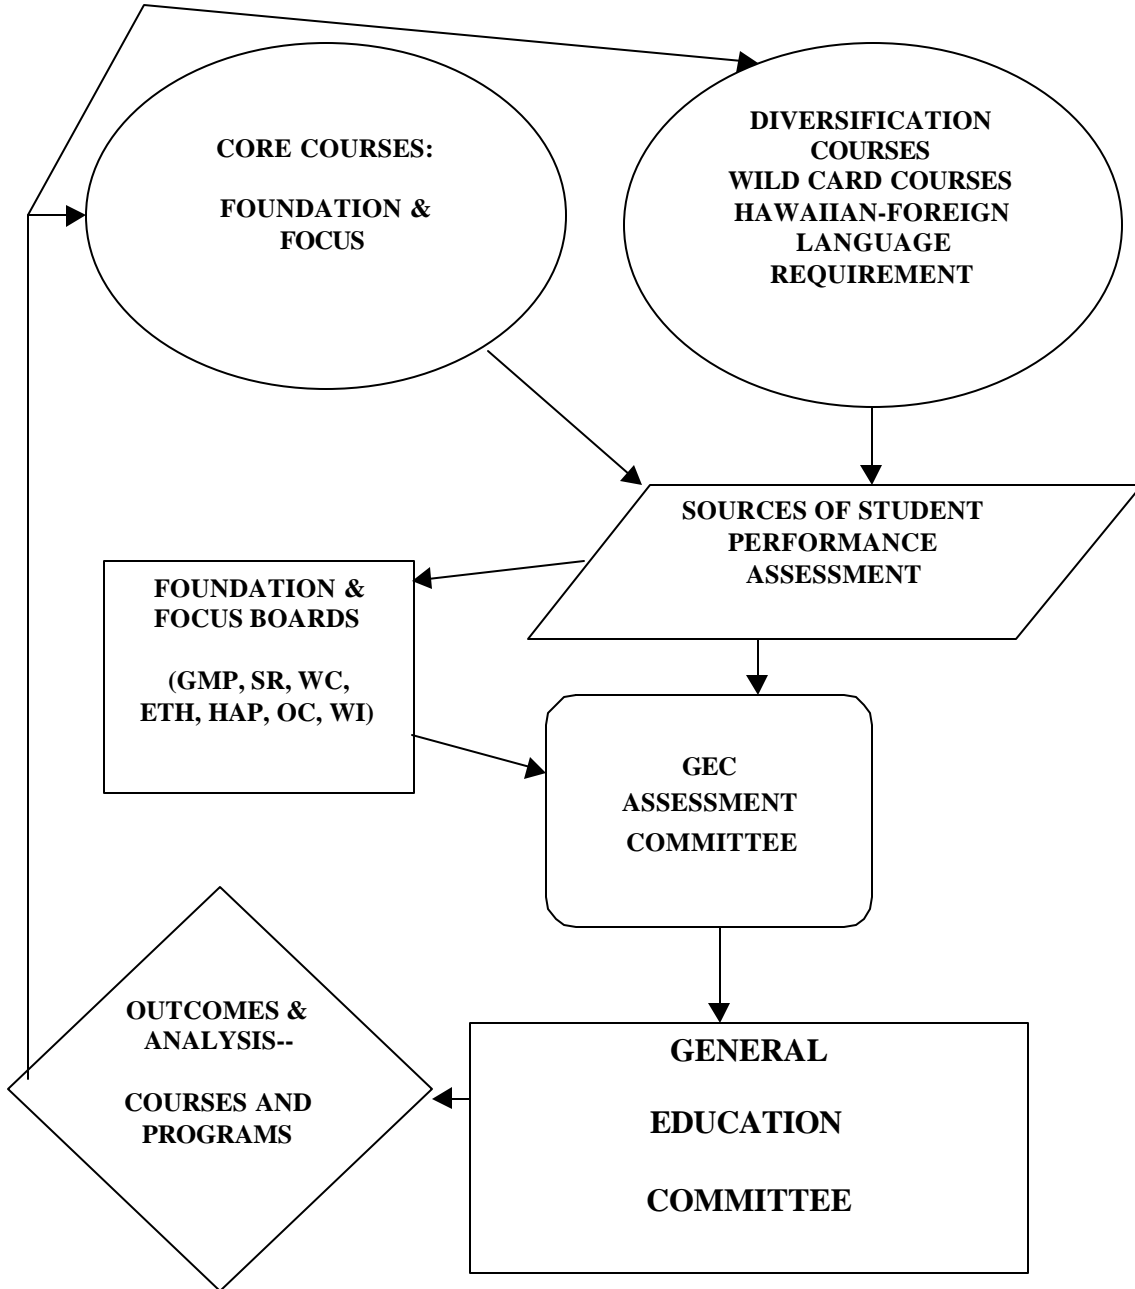 CORE COURSES:
FOUNDATION &
FOCUS
DIVERSIFICATION
COURSES
WILD CARD COURSES
HAWAIIAN-FOREIGN
LANGUAGE
REQUIREMENT
SOURCES OF STUDENT
PERFORMANCE
ASSESSMENT
FOUNDATION &
FOCUS BOARDS
(GMP, SR, WC,
ETH, HAP, OC, WI)
GEC
ASSESSMENT
COMMITTEE
OUTCOMES &
ANALYSIS--
COURSES AND
PROGRAMS
GENERAL
EDUCATION
COMMITTEE